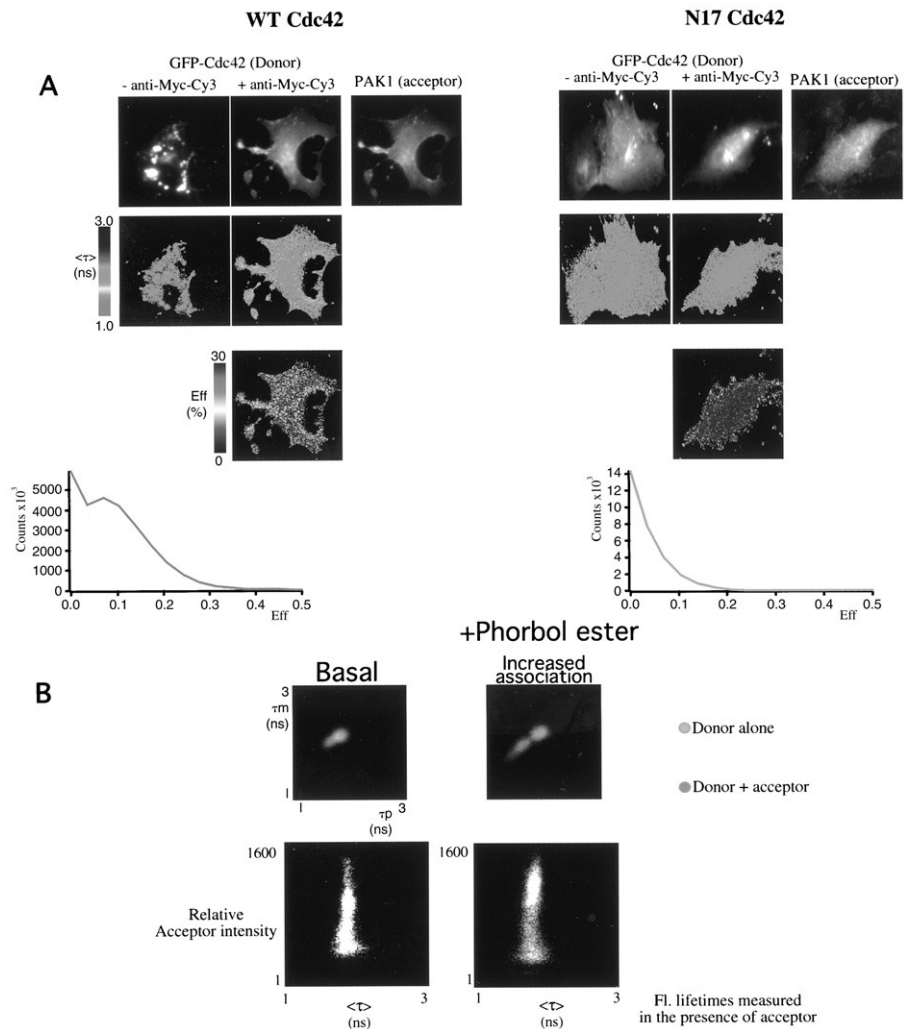 WT Cdc42
N17 Cdc42
A
GFP-Cdc42 (Donor)
- anti-Myc-Cy3
+ anti-Myc-Cy3
PAK1 (acceptor)
GFP-Cdc42 (Donor)
- anti-Myc-Cy3
+ anti-Myc-Cy3
PAK1 (acceptor)
3.0
<τ>
(ns)
1.0
30
Eff
(%)
0
Counts x10³
5000
4000
3000
2000
1000
0
0.0 0.1 0.2 0.3 0.4 0.5
Eff
Counts x10³
14
12
10
8
6
4
2
0
0.0 0.1 0.2 0.3 0.4 0.5
Eff
+Phorbol ester
B
Basal
Increased
association
3
τm
(ns)
1
1
τp
3
(ns)
Donor alone
Donor + acceptor
1600
Relative
Acceptor intensity
1
1
<τ>
3
(ns)
1600
1
1
<τ>
3
(ns)
Fl. lifetimes measured
in the presence of acceptor